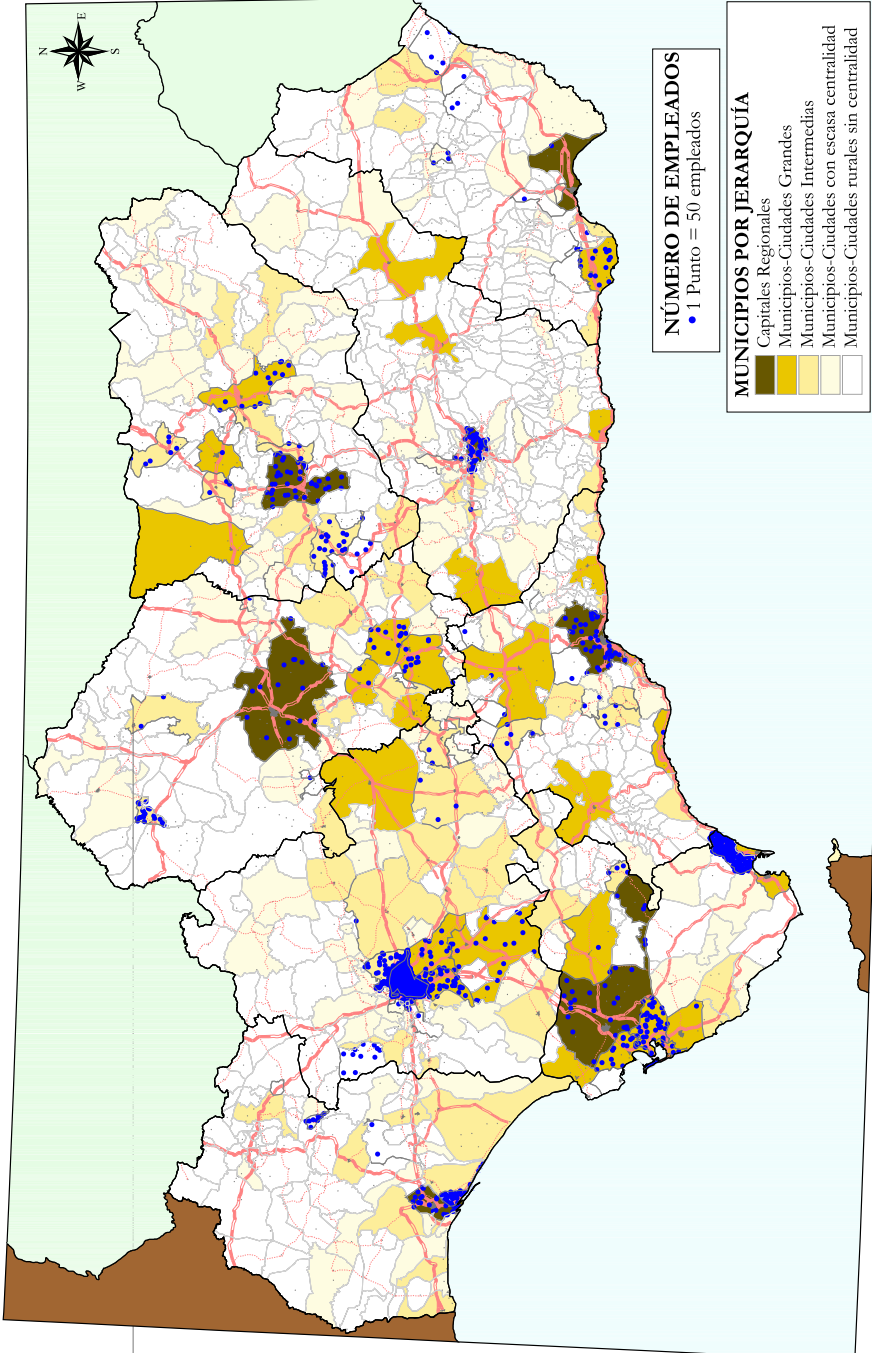 N
E
W
S
NÚMERO DE EMPLEADOS
1 Punto = 50 empleados
MUNICIPIOS POR JERARQUÍA
Capitales Regionales
Municipios-Ciudades Grandes
Municipios-Ciudades Intermedias
Municipios-Ciudades con escasa centralidad
Municipios-Ciudades rurales sin centralidad